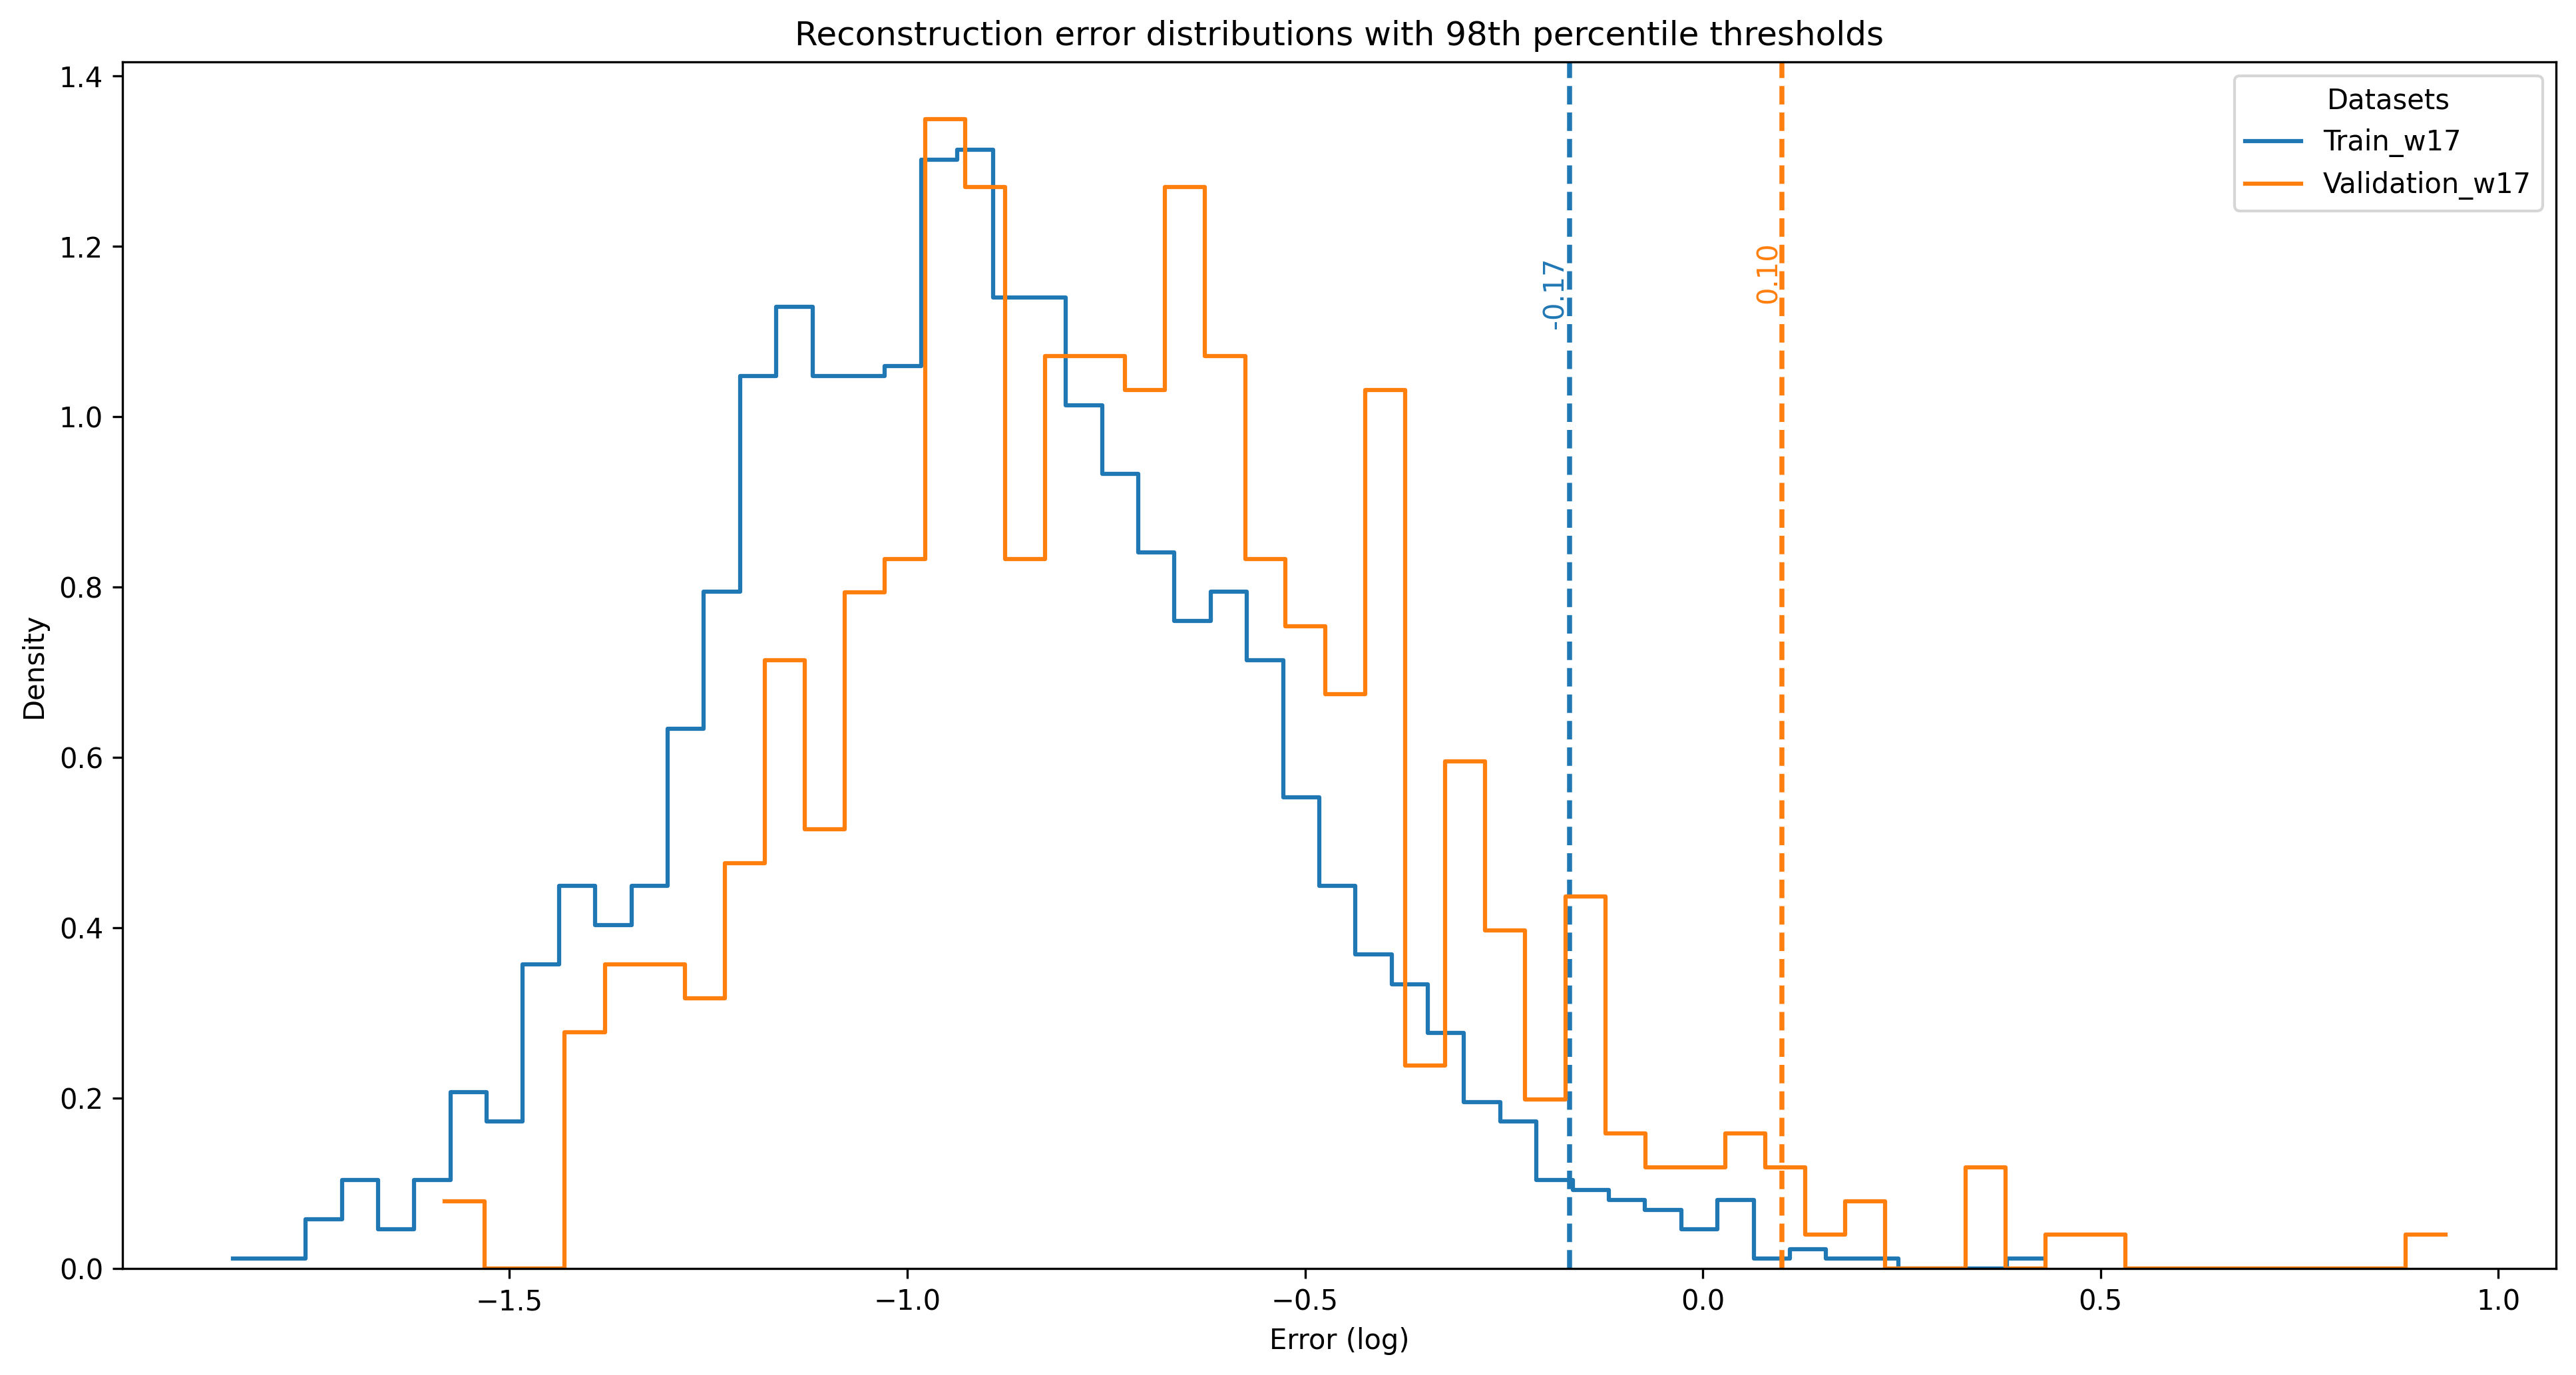 Reconstruction error distributions with 98th percentile thresholds
1.4
1.2
1.0
0.8
0.6
0.4
0.2
0.0
Density
-0.17
0.10
Datasets
Train_w17
Validation_w17
−1.5
−1.0
−0.5
0.0
0.5
1.0
Error (log)